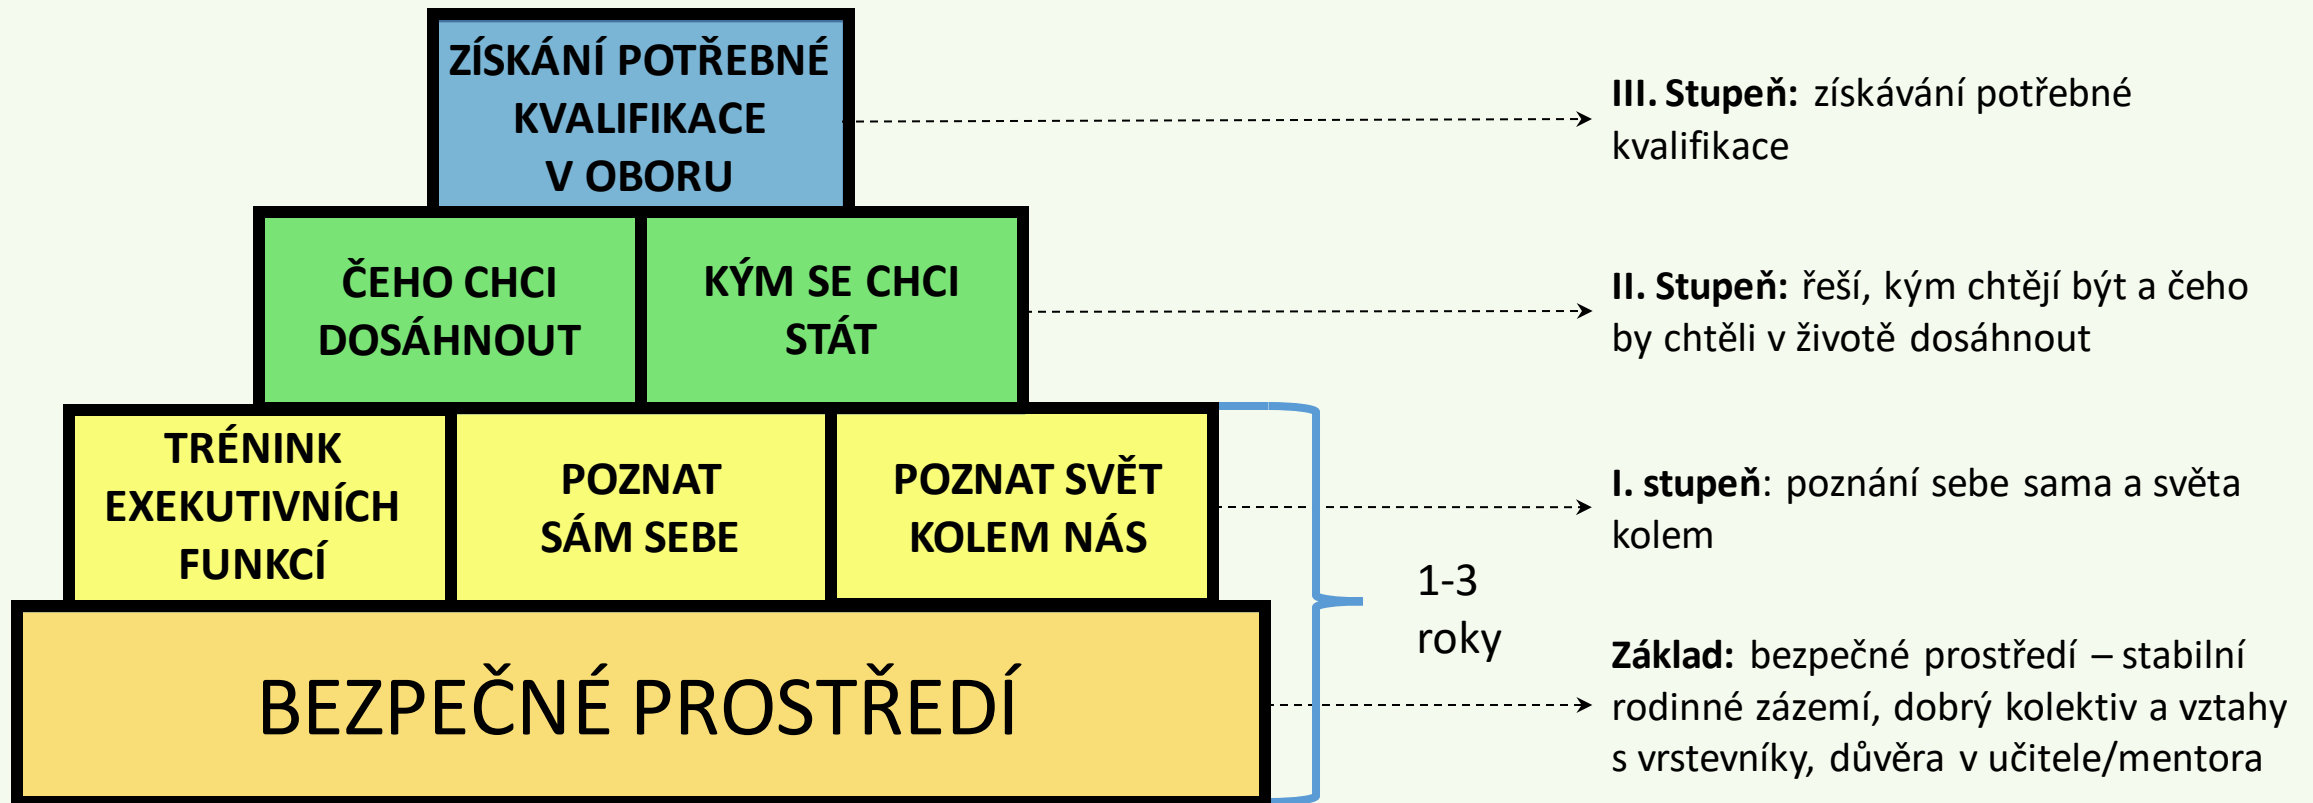 ZÍSKÁNÍ POTŘEBNÉ
KVALIFIKACE
V OBORU
III. Stupeň: získávání potřebné
kvalifikace
ČEHO CHCI
DOSÁHNOUT
KÝM SE CHCI
STÁT
II. Stupeň: řeší, kým chtějí být a čeho
by chtěli v životě dosáhnout
TRÉNINK
EXEKUTIVNÍCH
FUNKCÍ
POZNAT
SÁM SEBE
POZNAT SVĚT
KOLEM NÁS
I. stupeň: poznání sebe sama a světa
kolem
1-3
roky
BEZPEČNÉ PROSTŘEDÍ
Základ: bezpečné prostředí – stabilní
rodinné zázemí, dobrý kolektiv a vztahy
s vrstevníky, důvěra v učitele/mentora